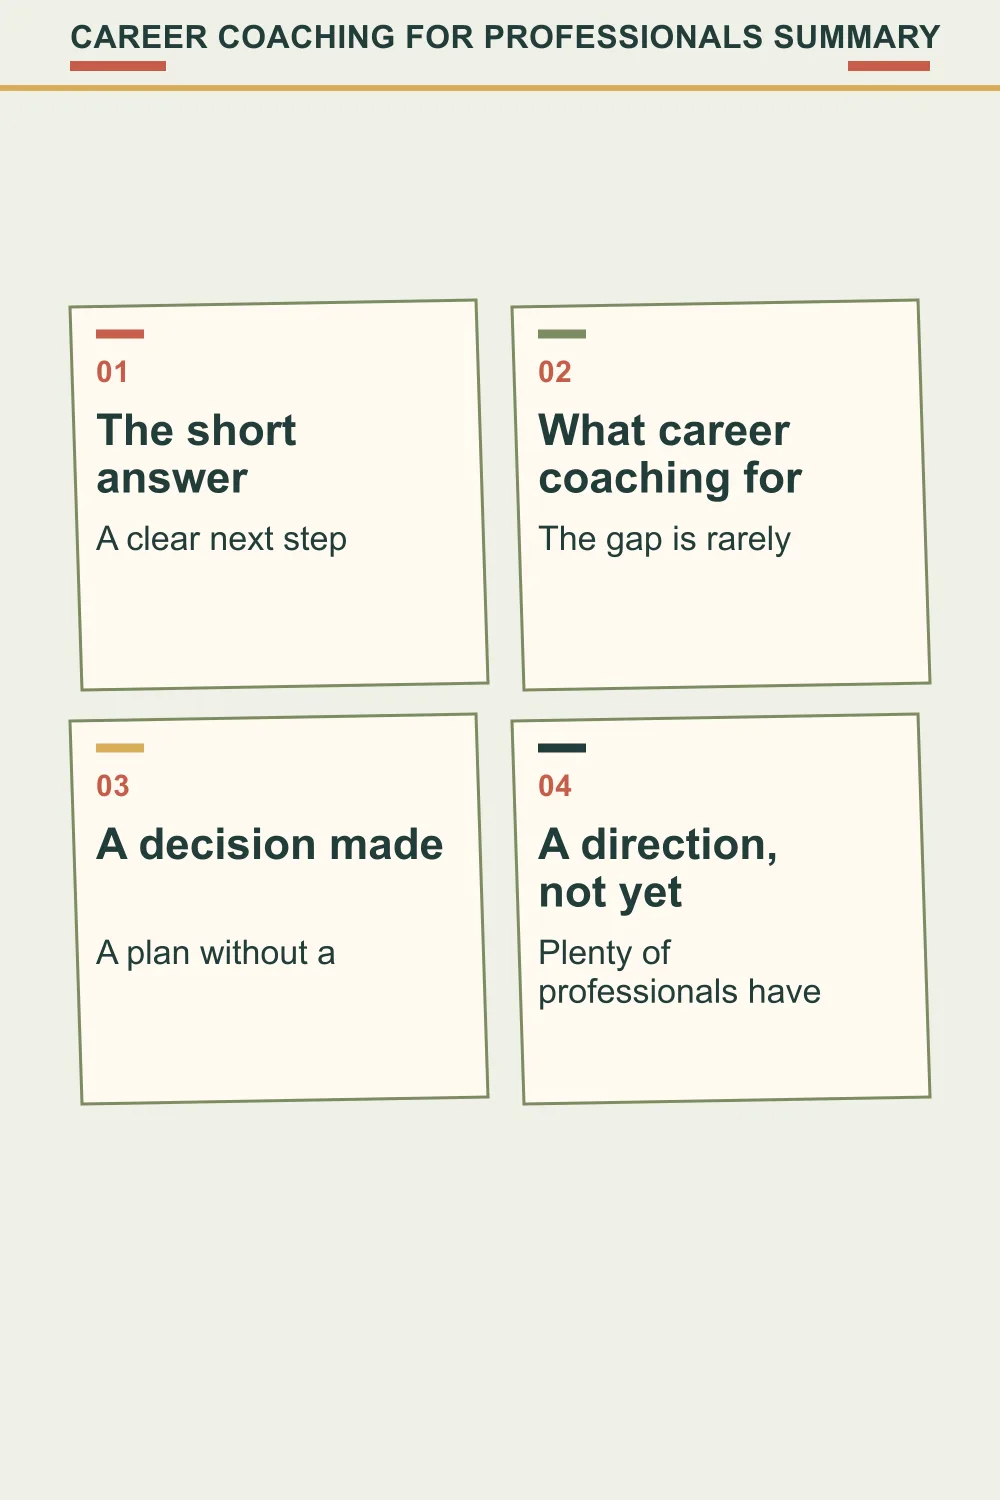 CAREER COACHING FOR PROFESSIONALS SUMMARY
01
The short
answer
A clear next step
02
What career
coaching for
The gap is rarely
03
A decision made
A plan without a
04
A direction,
not yet
Plenty of
professionals have